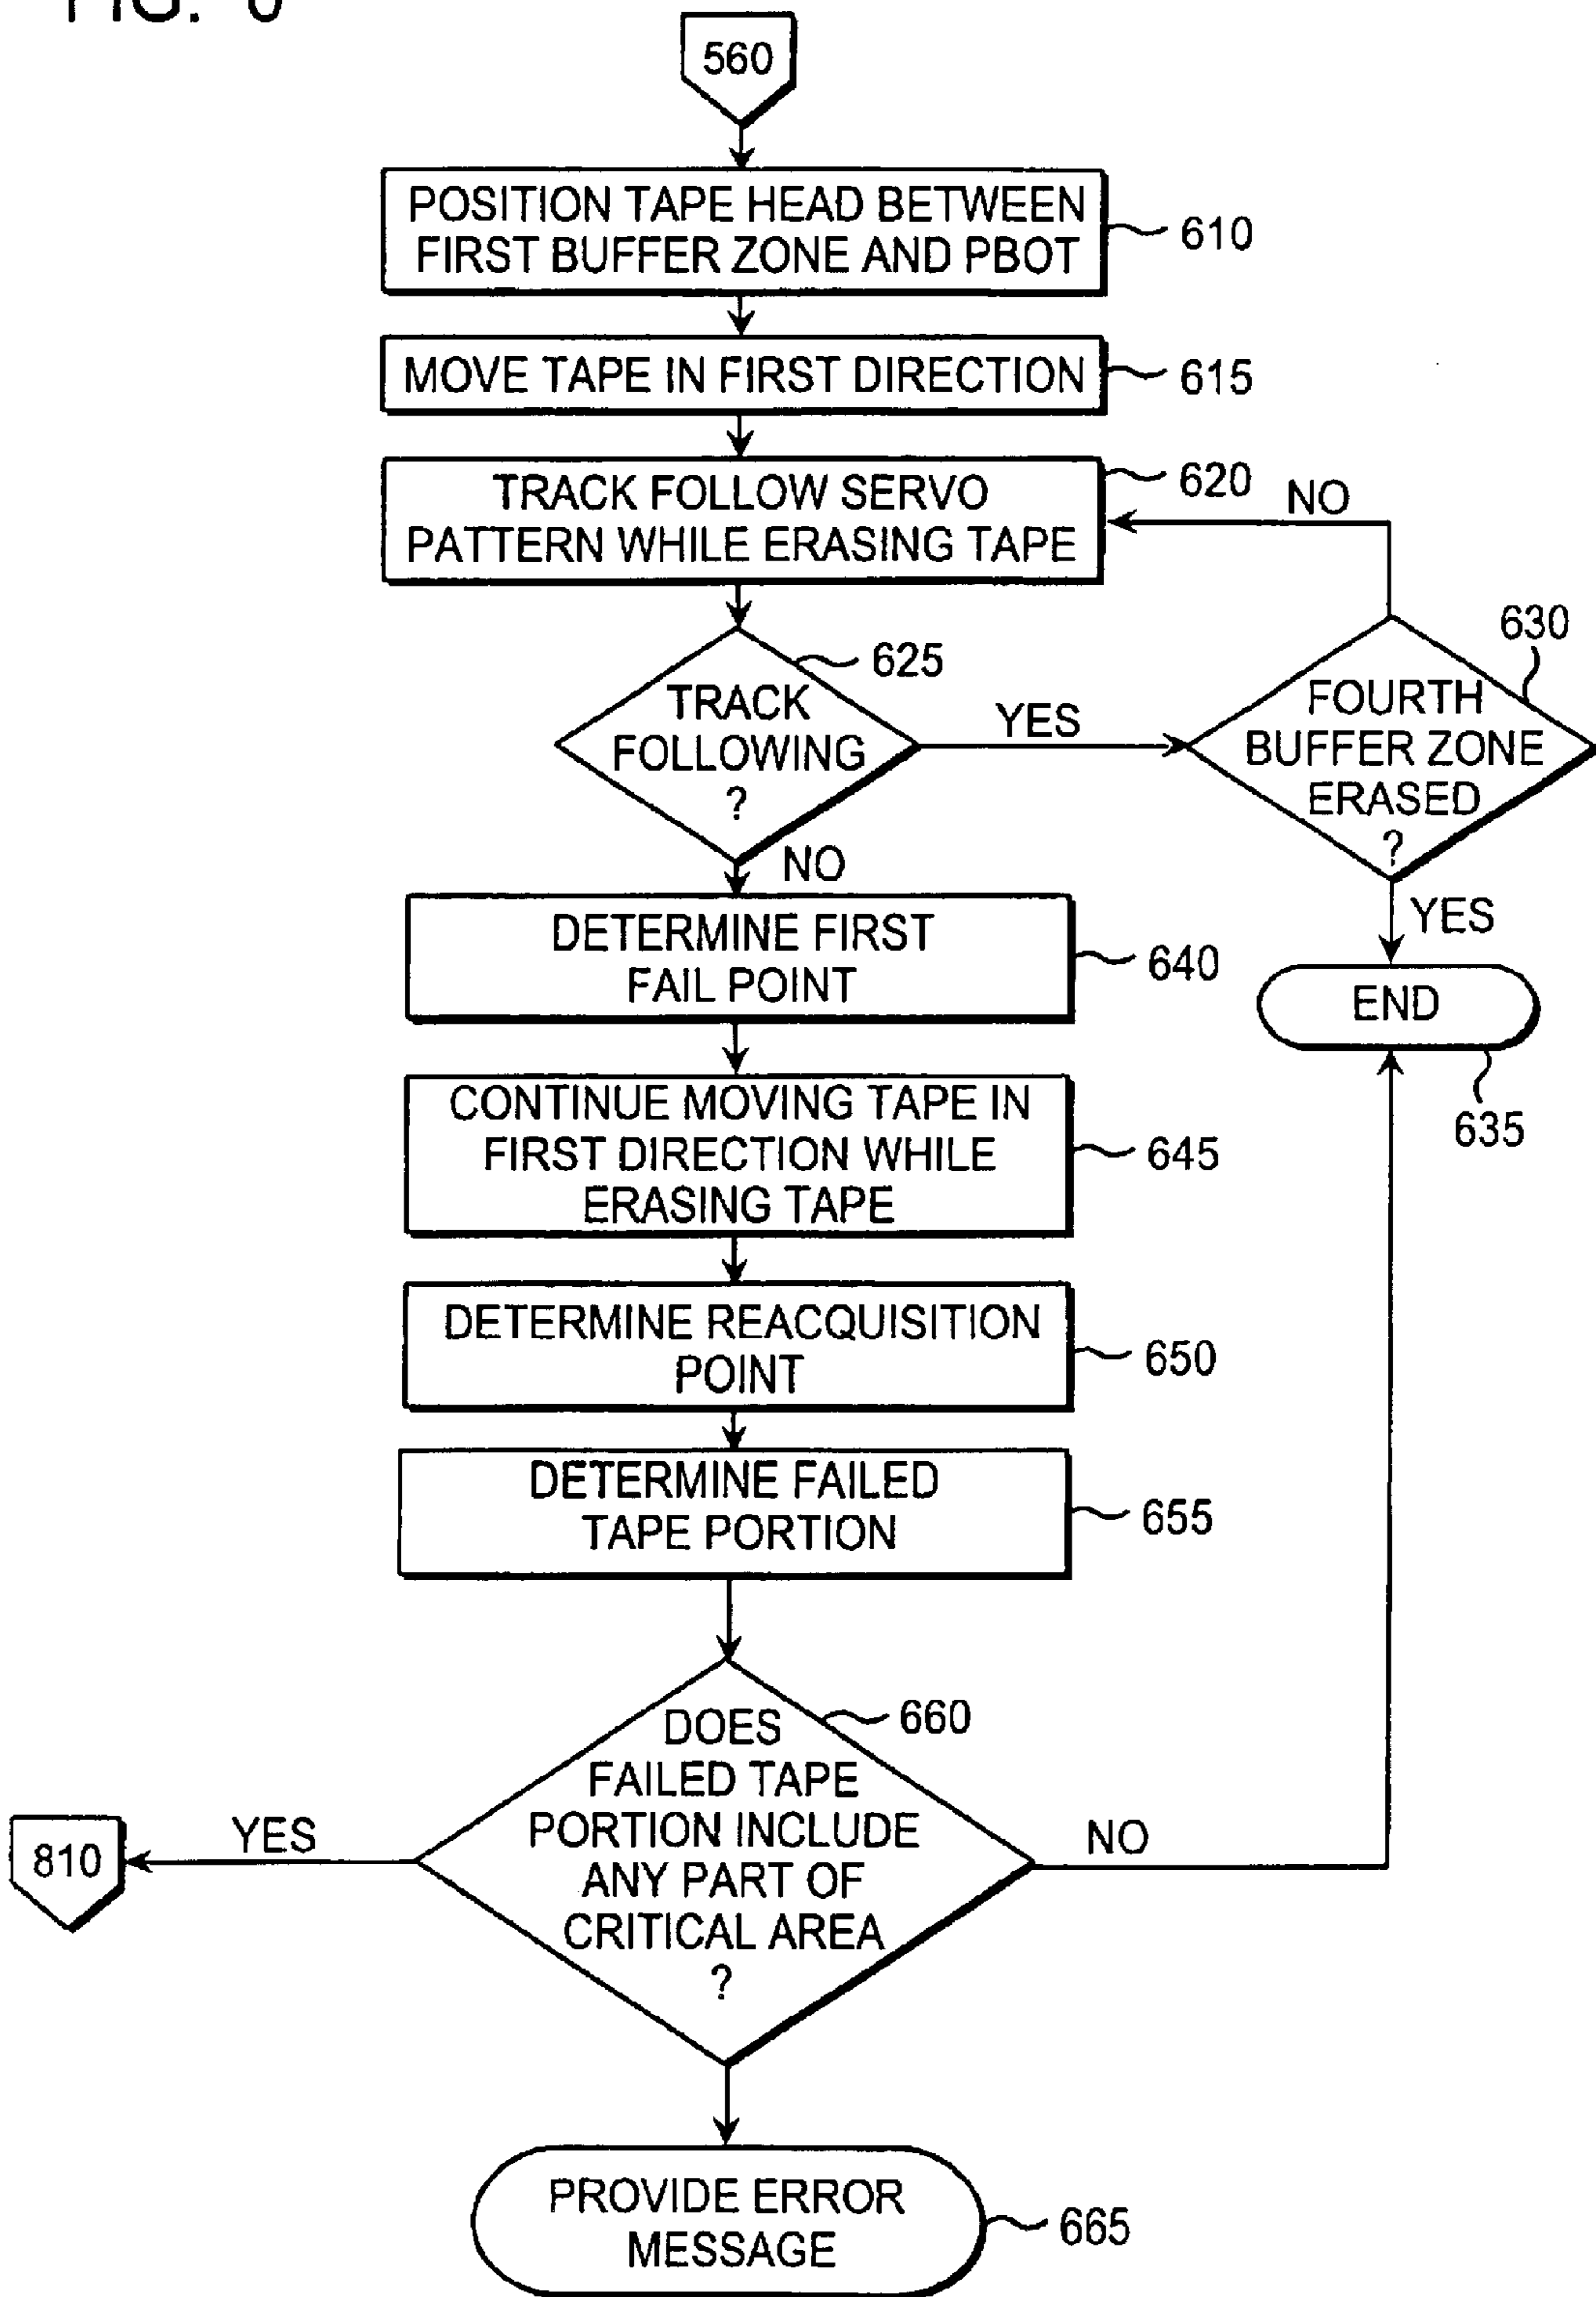 FIG. 6
560
POSITION TAPE HEAD BETWEEN
FIRST BUFFER ZONE AND PBOT
610
MOVE TAPE IN FIRST DIRECTION
615
TRACK FOLLOW SERVO
PATTERN WHILE ERASING TAPE
620
NO
TRACK
FOLLOWING
?
625
YES
NO
FOURTH
BUFFER ZONE
ERASED
?
630
YES
END
635
DETERMINE FIRST
FAIL POINT
640
CONTINUE MOVING TAPE IN
FIRST DIRECTION WHILE
ERASING TAPE
645
DETERMINE REACQUISITION
POINT
650
DETERMINE FAILED
TAPE PORTION
655
DOES
FAILED TAPE
PORTION INCLUDE
ANY PART OF
CRITICAL AREA
?
660
YES
810
NO
PROVIDE ERROR
MESSAGE
665